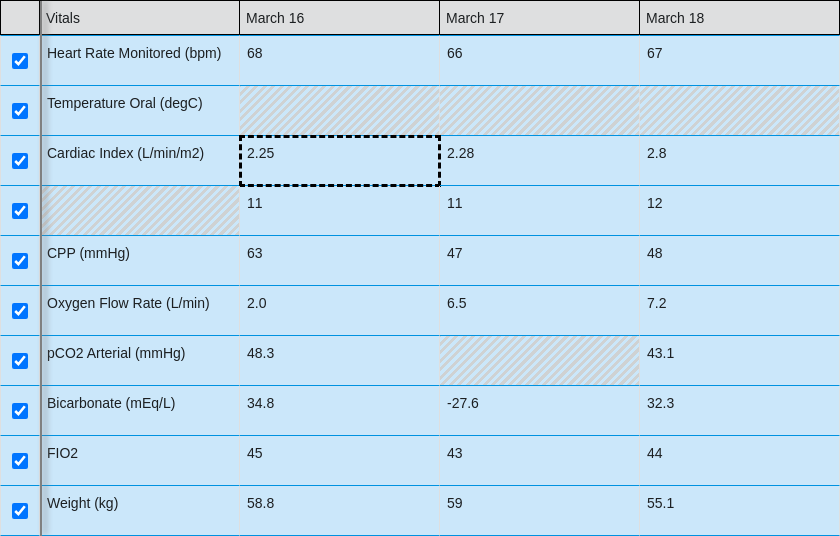 Vitals March 16 March 17 March 18
Heart Rate Monitored (bpm) 68 66 67
Temperature Oral (degC)
Cardiac Index (L/min/m2) 2.25 2.28 2.8
11 11 12
CPP (mmHg) 63 47 48
Oxygen Flow Rate (L/min) 2.0 6.5 7.2
pCO2 Arterial (mmHg) 48.3 43.1
Bicarbonate (mEq/L) 34.8 -27.6 32.3
FIO2 45 43 44
Weight (kg) 58.8 59 55.1